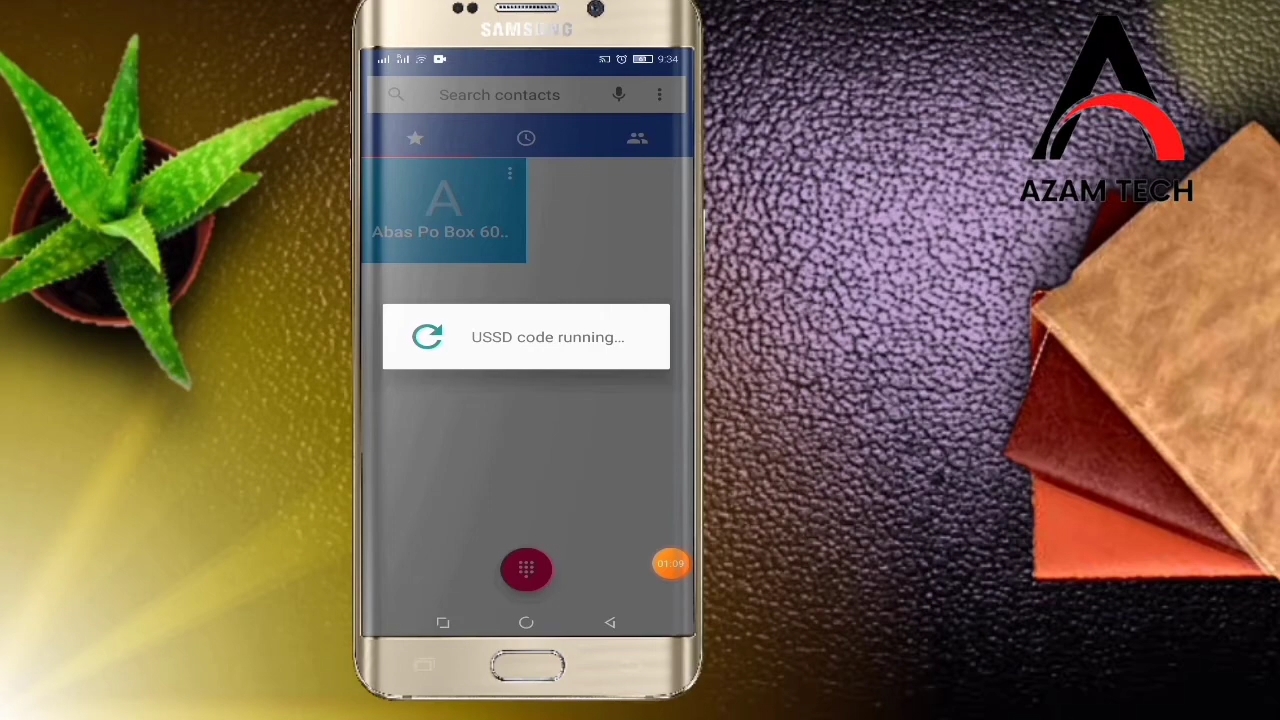 SAMSUNG
9:34
Search contacts
A
Abas Po Box 60..
USSD code running...
01:09
AZAM TECH